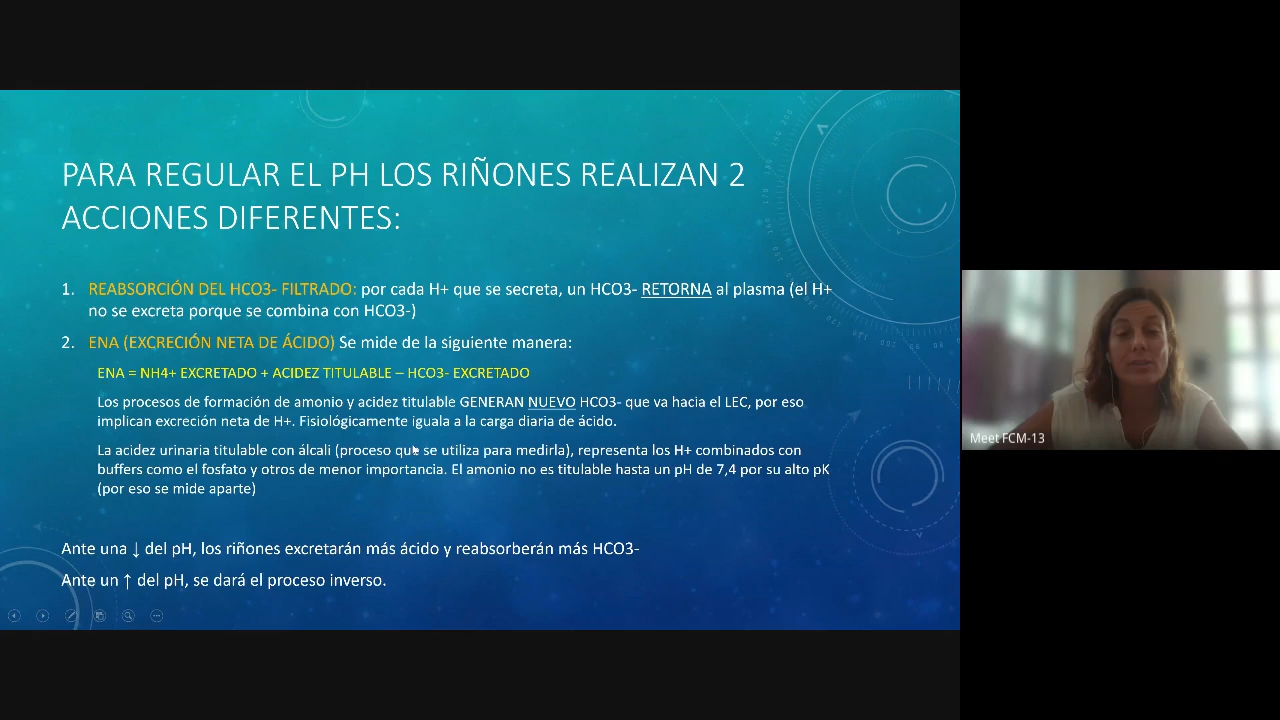 PARA REGULAR EL PH LOS RIÑONES REALIZAN 2
ACCIONES DIFERENTES:
1. REABSORCIÓN DEL HCO3- FILTRADO: por cada H+ que se secreta, un HCO3- RETORNA al plasma (el H+
no se excreta porque se combina con HCO3-)
2. ENA (EXCRECIÓN NETA DE ÁCIDO) Se mide de la siguiente manera:
ENA = NH4+ EXCRETADO + ACIDEZ TITULABLE – HCO3- EXCRETADO
Los procesos de formación de amonio y acidez titulable GENERAN NUEVO HCO3- que va hacia el LEC, por eso
implican excreción neta de H+. Fisiológicamente iguala a la carga diaria de ácido.
La acidez urinaria titulable con álcali (proceso que se utiliza para medirla), representa los H+ combinados con
buffers como el fosfato y otros de menor importancia. El amonio no es titulable hasta un pH de 7,4 por su alto pK
(por eso se mide aparte)
Ante una ↓ del pH, los riñones excretarán más ácido y reabsorberán más HCO3-
Ante un ↑ del pH, se dará el proceso inverso.
Meet FCM-13